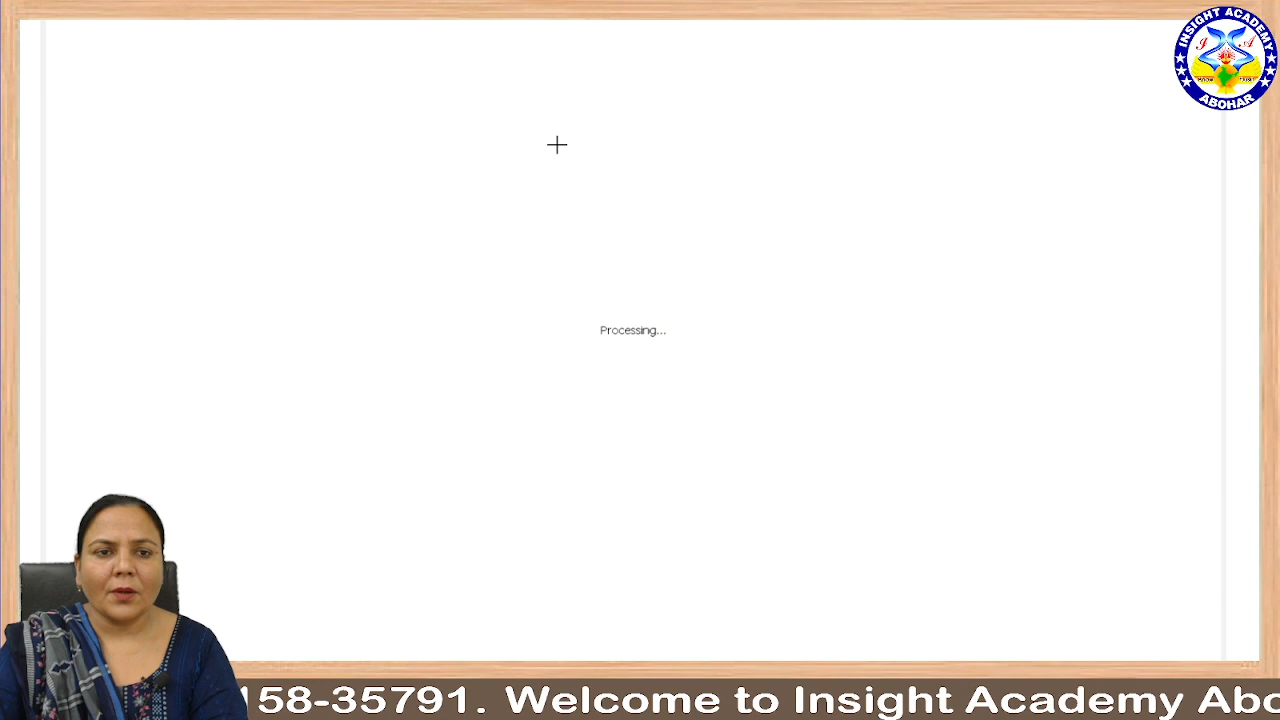 INSIGHT ACADEMY
I A
ABOHAR
Processing...
158-35791. Welcome to Insight Academy Abo